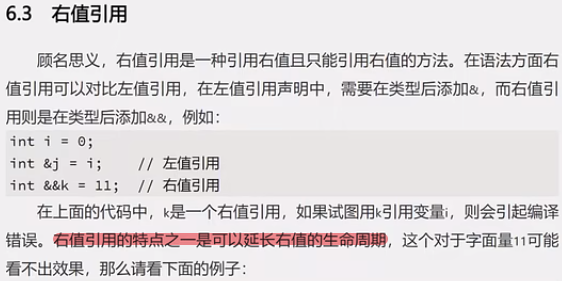 6.3 右值引用
顾名思义，右值引用是一种引用右值且只能引用右值的方法。在语法方面右
值引用可以对比左值引用，在左值引用声明中，需要在类型后添加&，而右值引
用则是在类型后添加&&，例如：
int i = 0;
int &j = i;    // 左值引用
int &&k = 11;  // 右值引用
在上面的代码中，k是一个右值引用，如果试图用k引用变量i，则会引起编译
错误。右值引用的特点之一是可以延长右值的生命周期，这个对于字面量11可能
看不出效果，那么请看下面的例子：